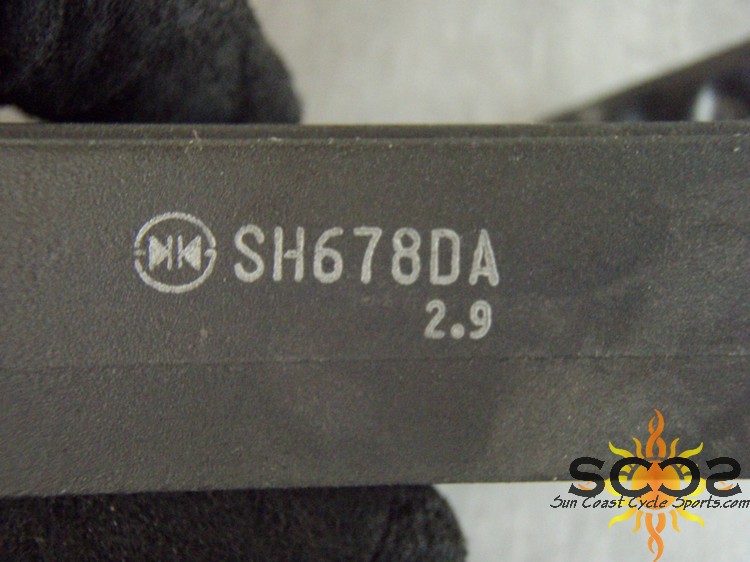 SH678DA
2.9
SCCS
Sun Coast Cycle Sports.com